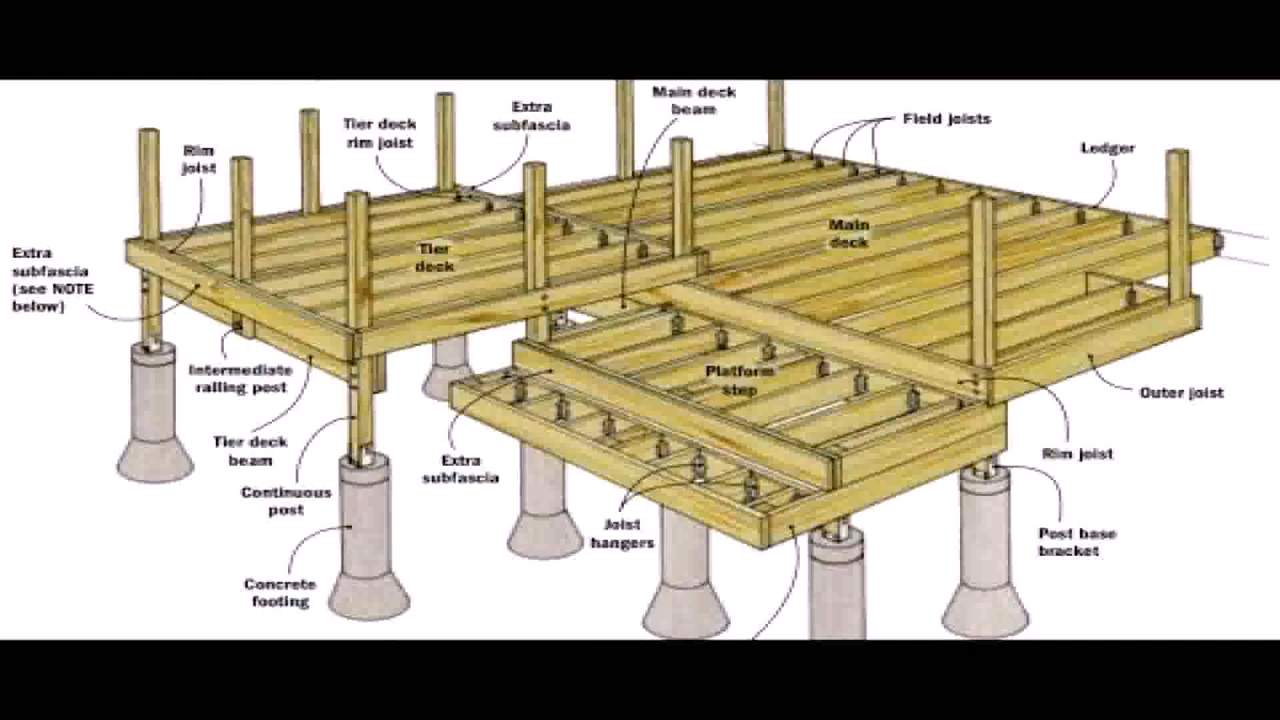 Main deck
beam
Extra
subfascia
Field joists
Tier deck
rim joist
Rim
joist
Ledger
Main
deck
Tier
deck
Extra
subfascia
(see NOTE
below)
Intermediate
railing post
Platform
step
Outer joist
Tier deck
beam
Extra
subfascia
Rim joist
Continuous
post
Joist
hangers
Post base
bracket
Concrete
footing